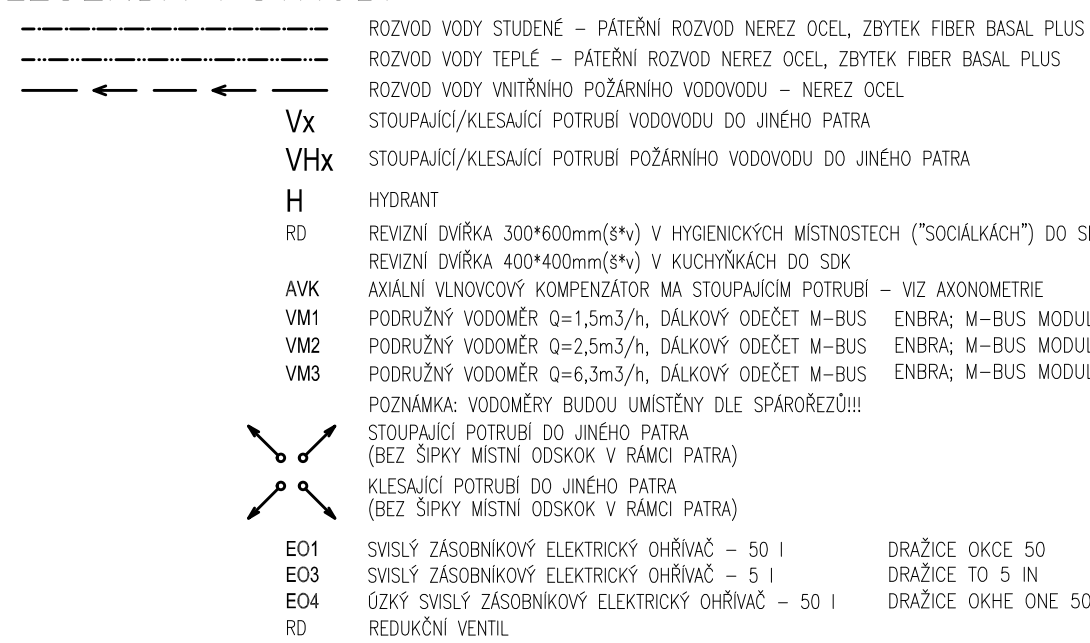 ROZVOD VODY STUDENÉ – PÁTEŘNÍ ROZVOD NEREZ OCEL, ZBYTEK FIBER BASAL PLUS
ROZVOD VODY TEPLÉ – PÁTEŘNÍ ROZVOD NEREZ OCEL, ZBYTEK FIBER BASAL PLUS
ROZVOD VODY VNITŘNÍHO POŽÁRNÍHO VODOVODU – NEREZ OCEL
Vx STOUPAJÍCÍ/KLESAJÍCÍ POTRUBÍ VODOVODU DO JINÉHO PATRA
VHx STOUPAJÍCÍ/KLESAJÍCÍ POTRUBÍ POŽÁRNÍHO VODOVODU DO JINÉHO PATRA
H HYDRANT
RD REVIZNÍ DVÍŘKA 300*600mm(š*v) V HYGIENICKÝCH MÍSTNOSTECH ("SOCIÁLKÁCH") DO
REVIZNÍ DVÍŘKA 400*400mm(š*v) V KUCHYŇKÁCH DO SDK
AVK AXIÁLNÍ VLNOVCOVÝ KOMPENZÁTOR MA STOUPAJÍCÍM POTRUBÍ – VIZ AXONOMETRIE
VM1 PODRUŽNÝ VODOMĚR Q=1,5m3/h, DÁLKOVÝ ODEČET M–BUS ENBRA; M–BUS MODUL
VM2 PODRUŽNÝ VODOMĚR Q=2,5m3/h, DÁLKOVÝ ODEČET M–BUS ENBRA; M–BUS MODUL
VM3 PODRUŽNÝ VODOMĚR Q=6,3m3/h, DÁLKOVÝ ODEČET M–BUS ENBRA; M–BUS MODUL
POZNÁMKA: VODOMĚRY BUDOU UMÍSTĚNY DLE SPÁROŘEZŮ!!!
STOUPAJÍCÍ POTRUBÍ DO JINÉHO PATRA
(BEZ ŠIPKY MÍSTNÍ ODSKOK V RÁMCI PATRA)
KLESAJÍCÍ POTRUBÍ DO JINÉHO PATRA
(BEZ ŠIPKY MÍSTNÍ ODSKOK V RÁMCI PATRA)
EO1 SVISLÝ ZÁSOBNÍKOVÝ ELEKTRICKÝ OHŘÍVAČ – 50 l DRAŽICE OKCE 50
EO3 SVISLÝ ZÁSOBNÍKOVÝ ELEKTRICKÝ OHŘÍVAČ – 5 l DRAŽICE TO 5 IN
EO4 ÚZKÝ SVISLÝ ZÁSOBNÍKOVÝ ELEKTRICKÝ OHŘÍVAČ – 50 l DRAŽICE OKHE ONE 50
RD REDUKČNÍ VENTIL